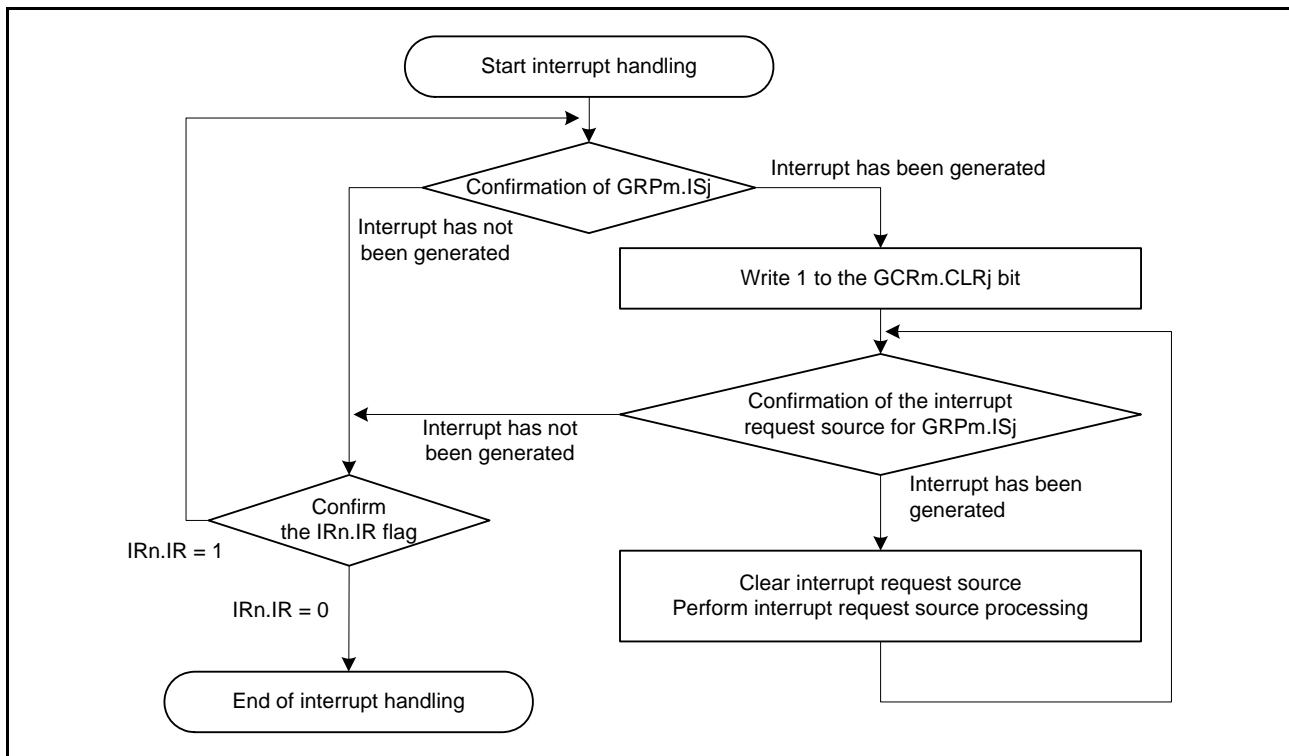 Start interrupt handling
Confirmation of GRPm.ISj
Interrupt has been generated
Interrupt has not
been generated
Write 1 to the GCRm.CLRj bit
Confirmation of the interrupt
request source for GRPm.ISj
Interrupt has not
been generated
Interrupt has been
generated
Confirm
the IRn.IR flag
IRn.IR = 1
Clear interrupt request source
Perform interrupt request source processing
IRn.IR = 0
End of interrupt handling